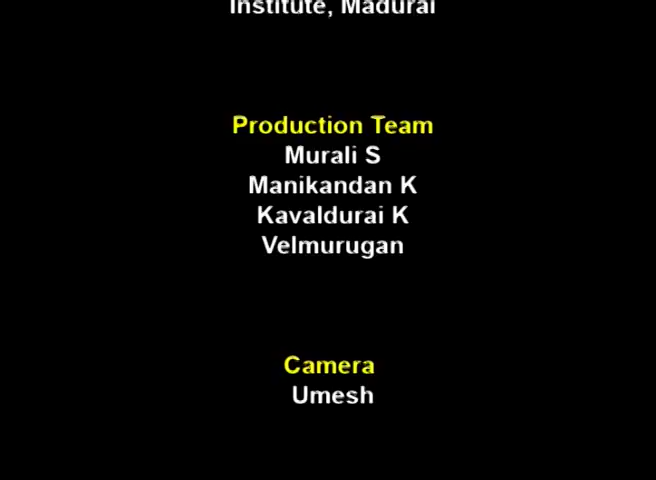 Institute, Madurai
Production Team
Murali S
Manikandan K
Kavaldurai K
Velmurugan
Camera
Umesh